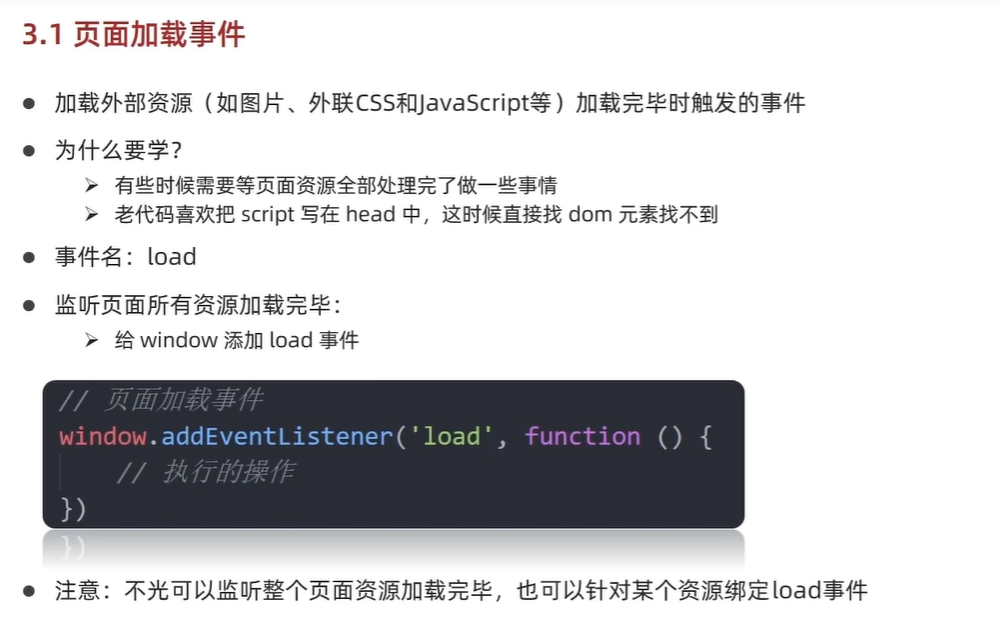 3.1 页面加载事件
● 加载外部资源（如图片、外联CSS和JavaScript等）加载完毕时触发的事件
● 为什么要学？
➢ 有些时候需要等页面资源全部处理完了做一些事情
➢ 老代码喜欢把 script 写在 head 中，这时候直接找 dom 元素找不到
● 事件名：load
● 监听页面所有资源加载完毕：
➢ 给 window 添加 load 事件
// 页面加载事件
window.addEventListener('load', function () {
// 执行的操作
})
● 注意：不光可以监听整个页面资源加载完毕，也可以针对某个资源绑定load事件